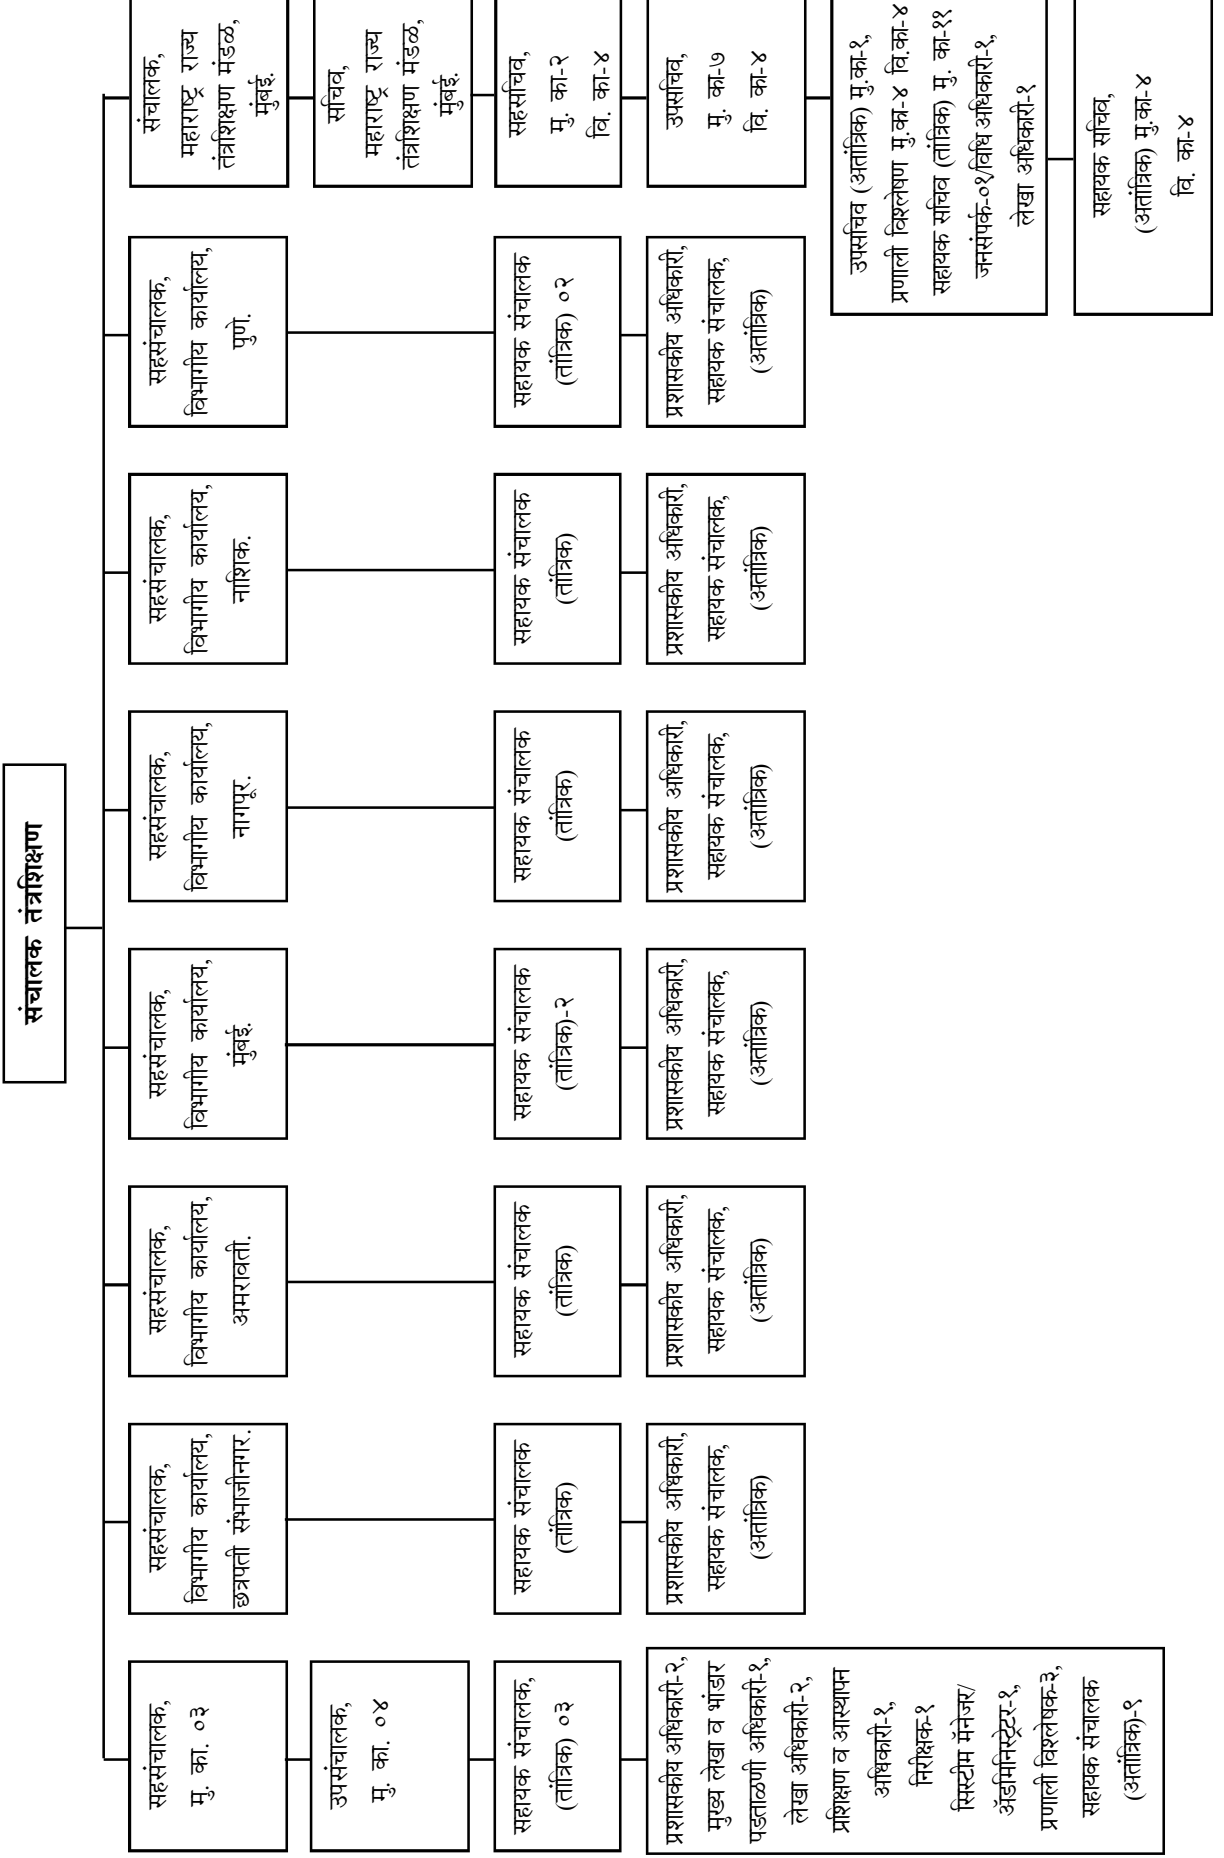 संचालक तंत्रशिक्षण
सहसंचालक,
मु. का. ०३
उपसंचालक,
मु. का. ०४
सहायक संचालक,
(तांत्रिक) ०३
प्रशासकीय अधिकारी-२,
मुख्य लेखा व भांडार
पडताळणी अधिकारी-१,
लेखा अधिकारी-२,
प्रशिक्षण व आस्थापन
अधिकारी-१,
निरीक्षक-१
सिस्टीम मॅनेजर/
ॲडमिनिस्ट्रेटर-१,
प्रणाली विश्लेषक-३,
सहायक संचालक
(अतांत्रिक)-९
सहसंचालक,
विभागीय कार्यालय,
छत्रपती संभाजीनगर.
सहायक संचालक
(तांत्रिक)
प्रशासकीय अधिकारी,
सहायक संचालक,
(अतांत्रिक)
सहसंचालक,
विभागीय कार्यालय,
अमरावती.
सहायक संचालक
(तांत्रिक)
प्रशासकीय अधिकारी,
सहायक संचालक,
(अतांत्रिक)
सहसंचालक,
विभागीय कार्यालय,
मुंबई.
सहायक संचालक
(तांत्रिक)-२
प्रशासकीय अधिकारी,
सहायक संचालक,
(अतांत्रिक)
सहसंचालक,
विभागीय कार्यालय,
नागपूर.
सहायक संचालक
(तांत्रिक)
प्रशासकीय अधिकारी,
सहायक संचालक,
(अतांत्रिक)
सहसंचालक,
विभागीय कार्यालय,
नाशिक.
सहायक संचालक
(तांत्रिक)
प्रशासकीय अधिकारी,
सहायक संचालक,
(अतांत्रिक)
सहसंचालक,
विभागीय कार्यालय,
पुणे.
सहायक संचालक
(तांत्रिक) ०२
प्रशासकीय अधिकारी,
सहायक संचालक,
(अतांत्रिक)
संचालक,
महाराष्ट्र राज्य
तंत्रशिक्षण मंडळ,
मुंबई.
सचिव,
महाराष्ट्र राज्य
तंत्रशिक्षण मंडळ,
मुंबई.
सहसचिव,
मु. का-२
वि. का-४
उपसचिव,
मु. का-७
वि. का-४
उपसचिव (अतांत्रिक) मु.का-१,
प्रणाली विश्लेषण मु.का-४ वि.का-४
सहायक सचिव (तांत्रिक) मु. का-११
जनसंपर्क-०१/विधि अधिकारी-१,
लेखा अधिकारी-१
सहायक सचिव,
(अतांत्रिक) मु.का-४
वि. का-४